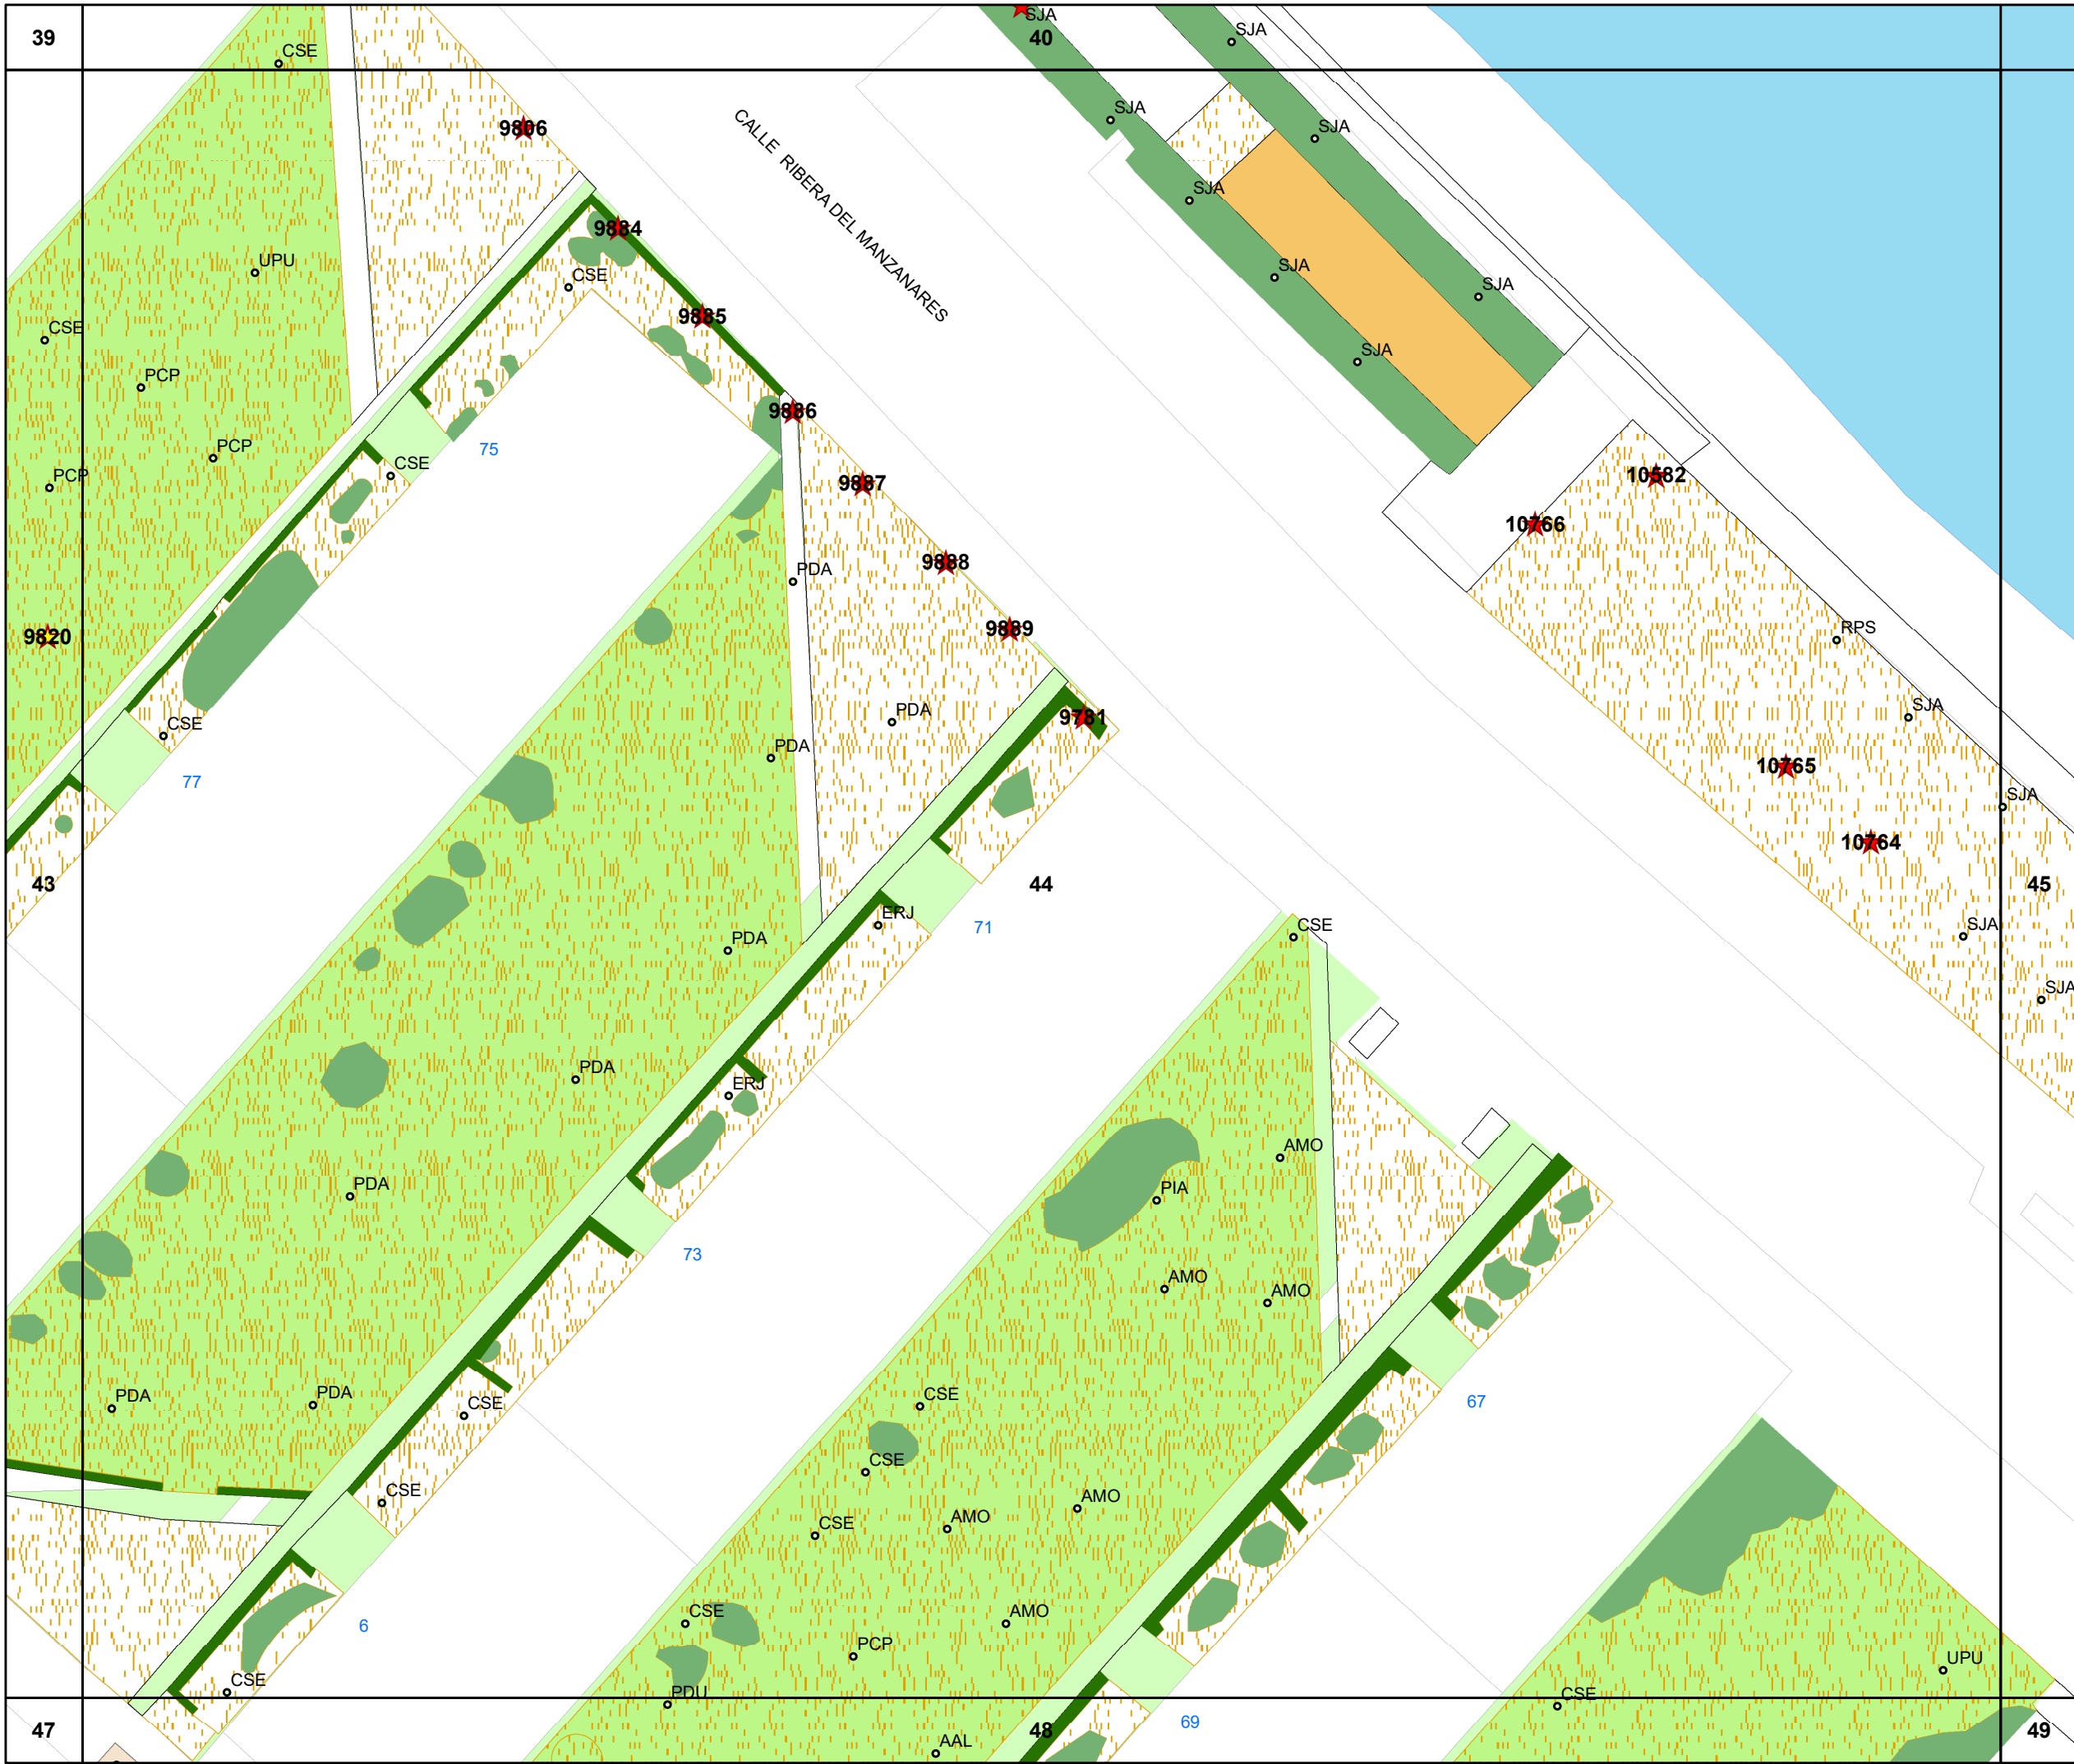 SJA
39
40
SJA
CSE
SJA
9806
CALLE RIBERA DEL MANZANARES
SJA
SJA
9884
UPU
CSE
SJA
SJA
9885
CSE
SJA
PCP
9886
PCP
75
CSE
PCP
9887
10582
10766
9888
PDA
9820
9889
RPS
CSE
PDA
9781
SJA
PDA
10765
77
SJA
10764
43
44
45
ERJ
71
CSE
SJA
PDA
SJA
PDA
ERJ
AMO
PDA
PIA
73
AMO
AMO
PDA
PDA
CSE
CSE
67
CSE
CSE
AMO
CSE
AMO
CSE
AMO
6
PCP
UPU
CSE
PDU
CSE
47
48
69
49
AAL